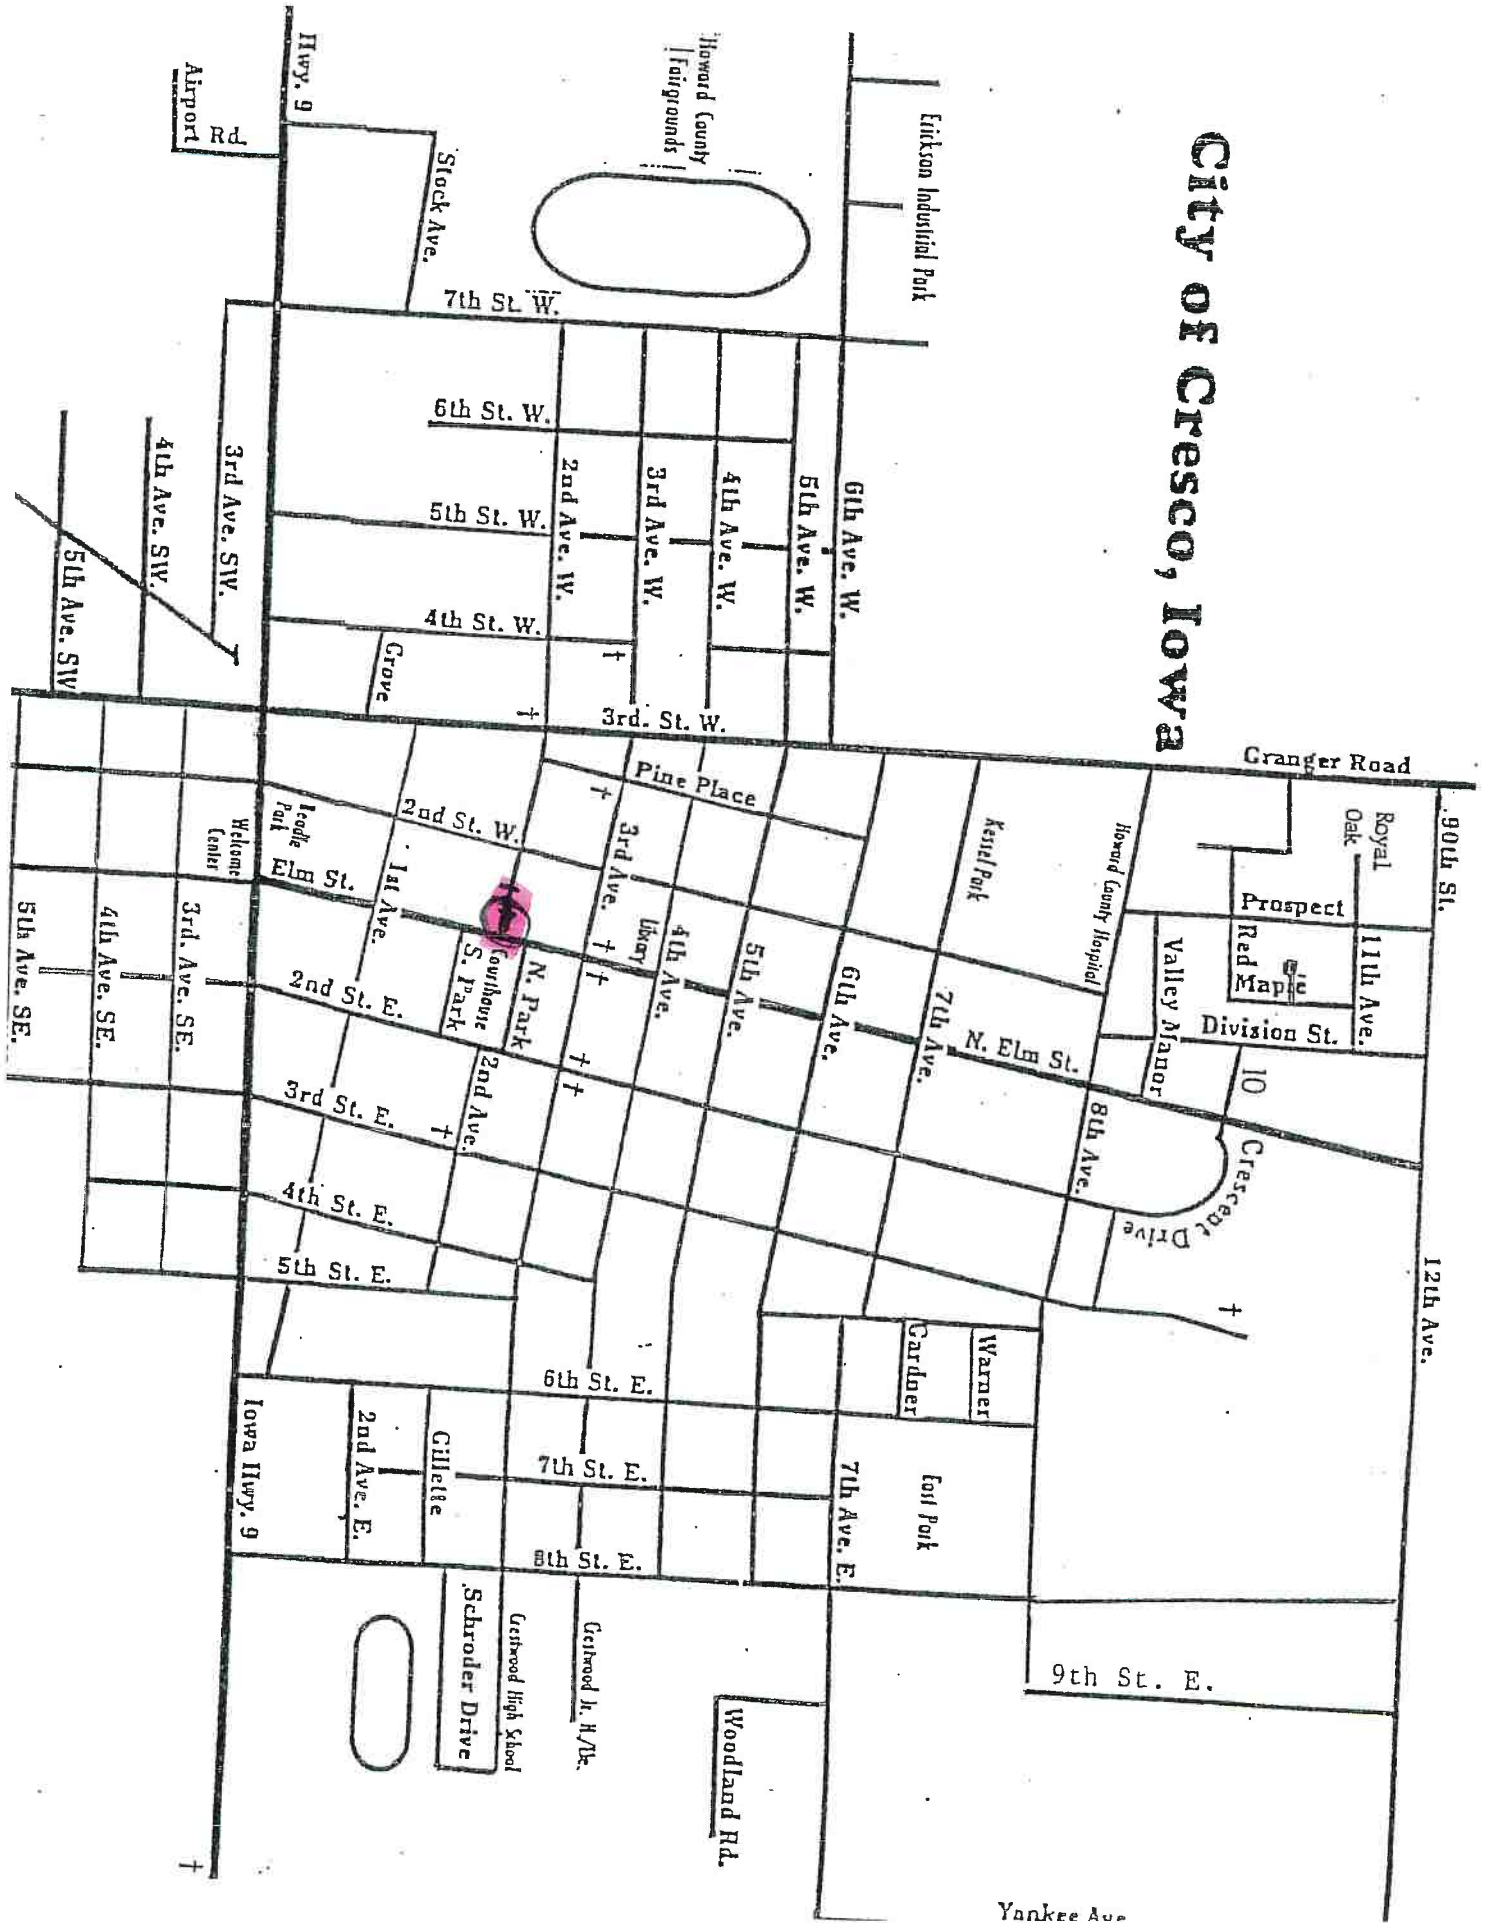 City of Cresco, Iowa
Erickson Industrial Park
Howard County
Fairgrounds
Hwy. 9
Airport Rd.
Stock Ave.
7th St. W.
6th St. W.
5th St. W.
4th St. W.
3rd. St. W.
2nd Ave. W.
3rd Ave. W.
4th Ave. W.
5th Ave. W.
6th Ave. W.
3rd Ave. SW.
4th Ave. SW.
5th Ave. SW
Grove
Granger Road
Pine Place
2nd St. W.
Royal
Oak
90th St.
Prospect
Red
Maple
11th Ave.
Valley Manor
Division St.
Howard County Hospital
Kessel Park
Park
Welcome
Center
Elm St.
1st Ave.
3rd Ave.
Library
4th Ave.
5th Ave.
6th Ave.
7th Ave.
N. Elm St.
8th Ave.
10
Crescent Drive
12th Ave.
Courthouse
S. Park
N. Park
2nd St. E.
2nd Ave.
3rd St. E.
4th St. E.
5th St. E.
3rd. Ave. SE.
4th Ave. SE.
5th Ave. SE.
Gardner
Warner
6th St. E.
7th St. E.
8th St. E.
Iowa Hwy. 9
2nd Ave. E.
Gillette
7th Ave. E.
East Park
Schroder Drive
Crestwood High School
Crestwood Jr. H./
Woodland Rd.
9th St. E.
Yankee Ave